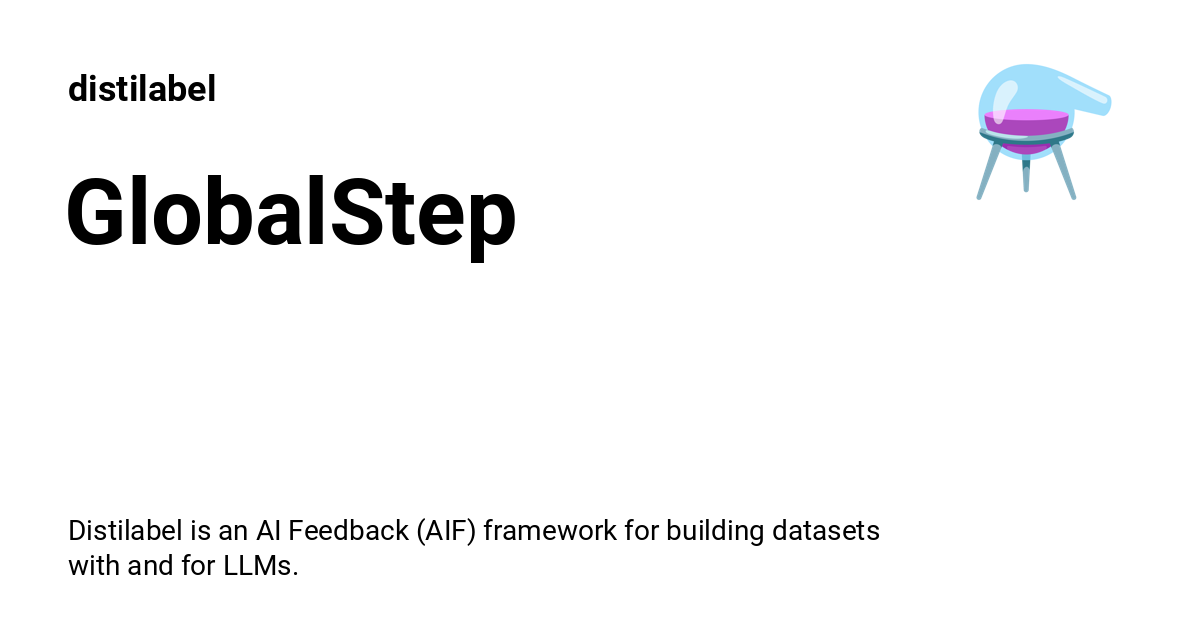 distilabel
GlobalStep
Distilabel is an AI Feedback (AIF) framework for building datasets
with and for LLMs.